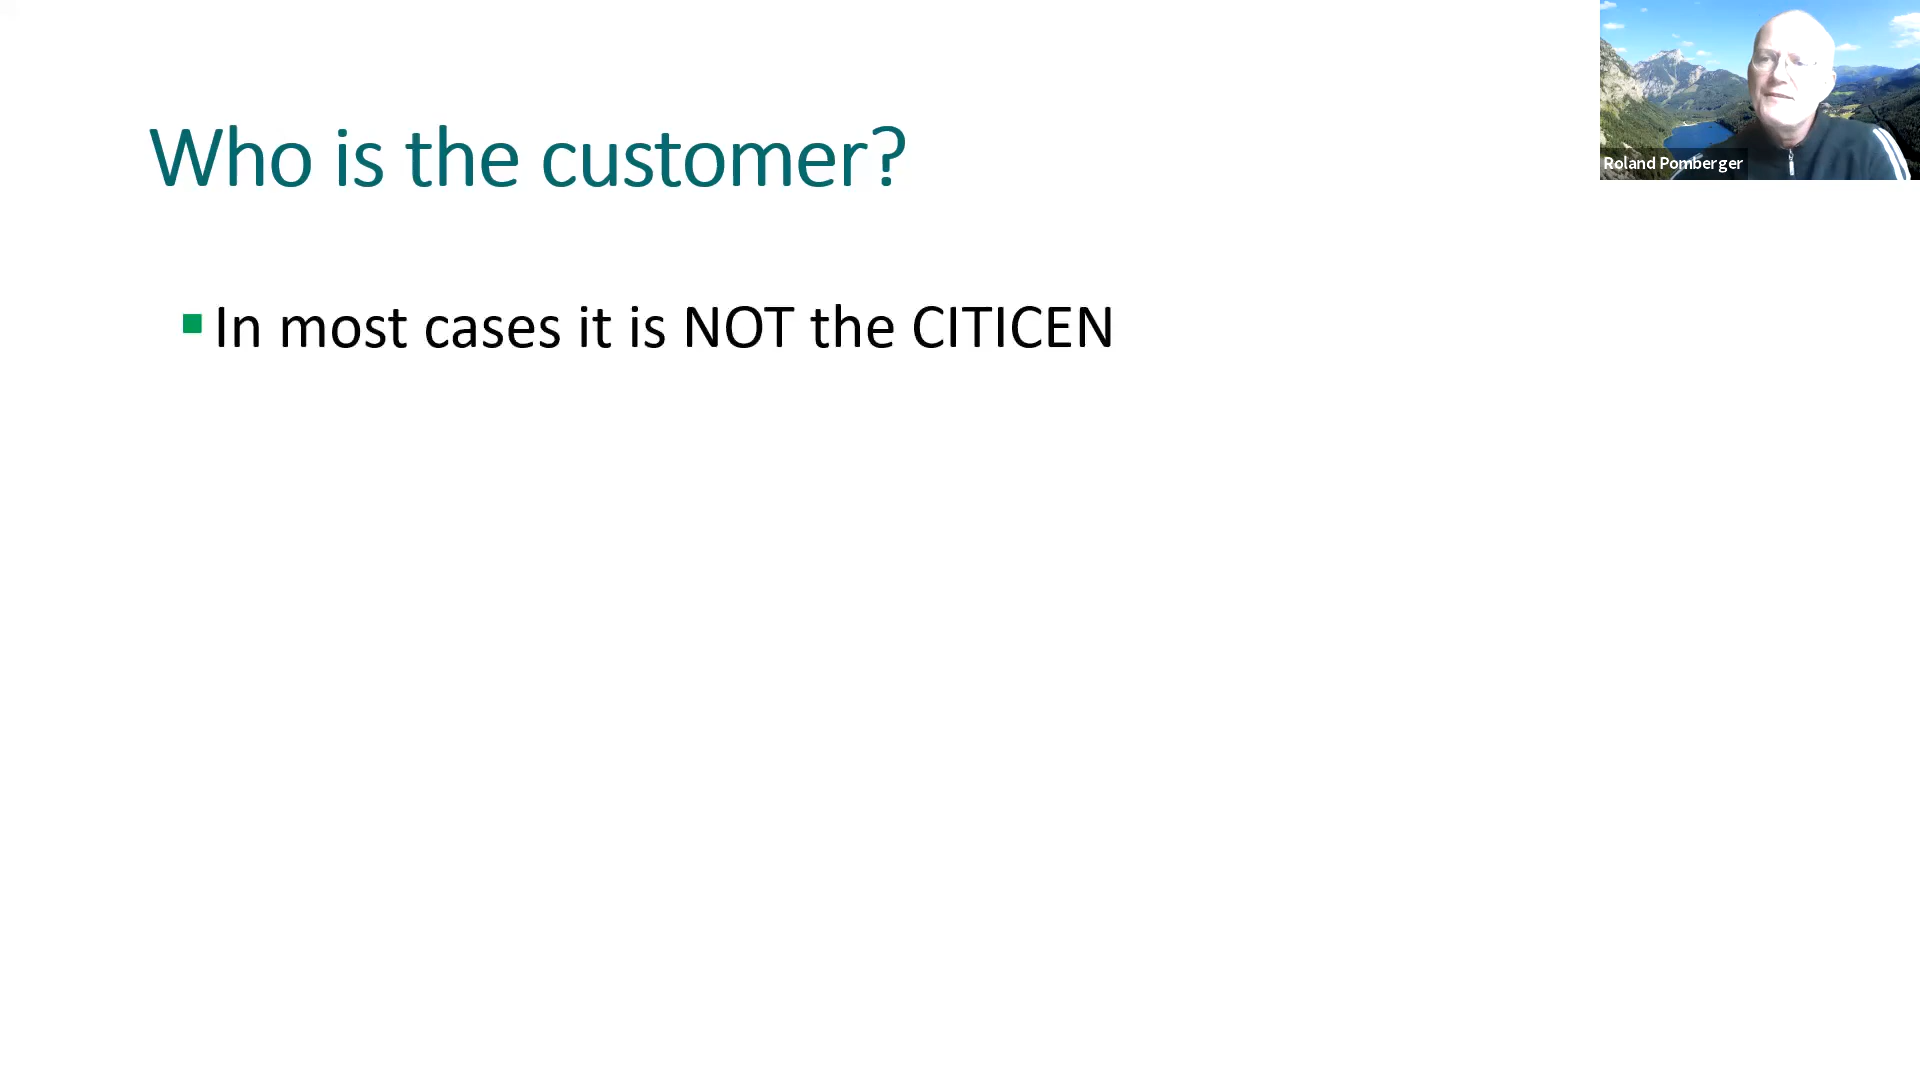 Who is the customer?
In most cases it is NOT the CITICEN
Roland Pomberger